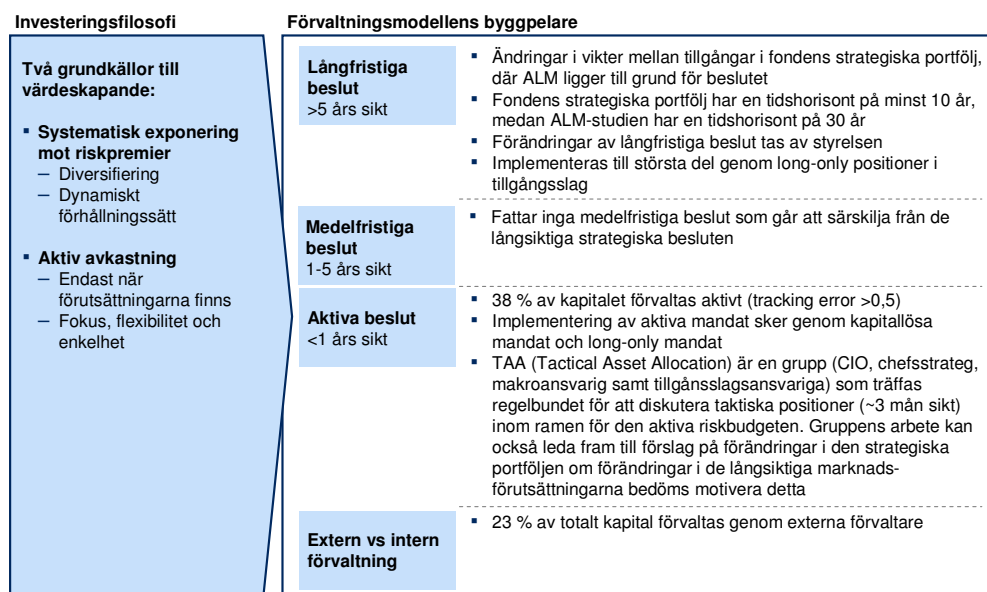 Investeringsfilosofi
Två grundkällor till
värdeskapande:
▪ Systematisk exponering
mot riskpremier
– Diversifiering
– Dynamiskt
förhållningssätt
▪ Aktiv avkastning
– Endast när
förutsättningarna finns
– Fokus, flexibilitet och
enkelhet
Förvaltningsmodellens byggpelare
Långfristiga
beslut
>5 års sikt
▪ Ändringar i vikter mellan tillgångar i fondens strategiska portfölj,
där ALM ligger till grund för beslutet
▪ Fondens strategiska portfölj har en tidshorisont på minst 10 år,
medan ALM-studien har en tidshorisont på 30 år
▪ Förändringar av långfristiga beslut tas av styrelsen
▪ Implementeras till största del genom long-only positioner i
tillgångsslag
Medelfristiga
beslut
1-5 års sikt
▪ Fattar inga medelfristiga beslut som går att särskilja från de
långsiktiga strategiska besluten
Aktiva beslut
<1 års sikt
▪ 38 % av kapitalet förvaltas aktivt (tracking error >0,5)
▪ Implementering av aktiva mandat sker genom kapitallösa
mandat och long-only mandat
▪ TAA (Tactical Asset Allocation) är en grupp (CIO, chefsstrateg,
makroansvarig samt tillgånsslagsansvariga) som träffas
regelbundet för att diskutera taktiska positioner (~3 mån sikt)
inom ramen för den aktiva riskbudgeten. Gruppens arbete kan
också leda fram till förslag på förändringar i den strategiska
portföljen om förändringar i de långsiktiga marknads-
förutsättningarna bedöms motivera detta
Extern vs intern
förvaltning
▪ 23 % av totalt kapital förvaltas genom externa förvaltare